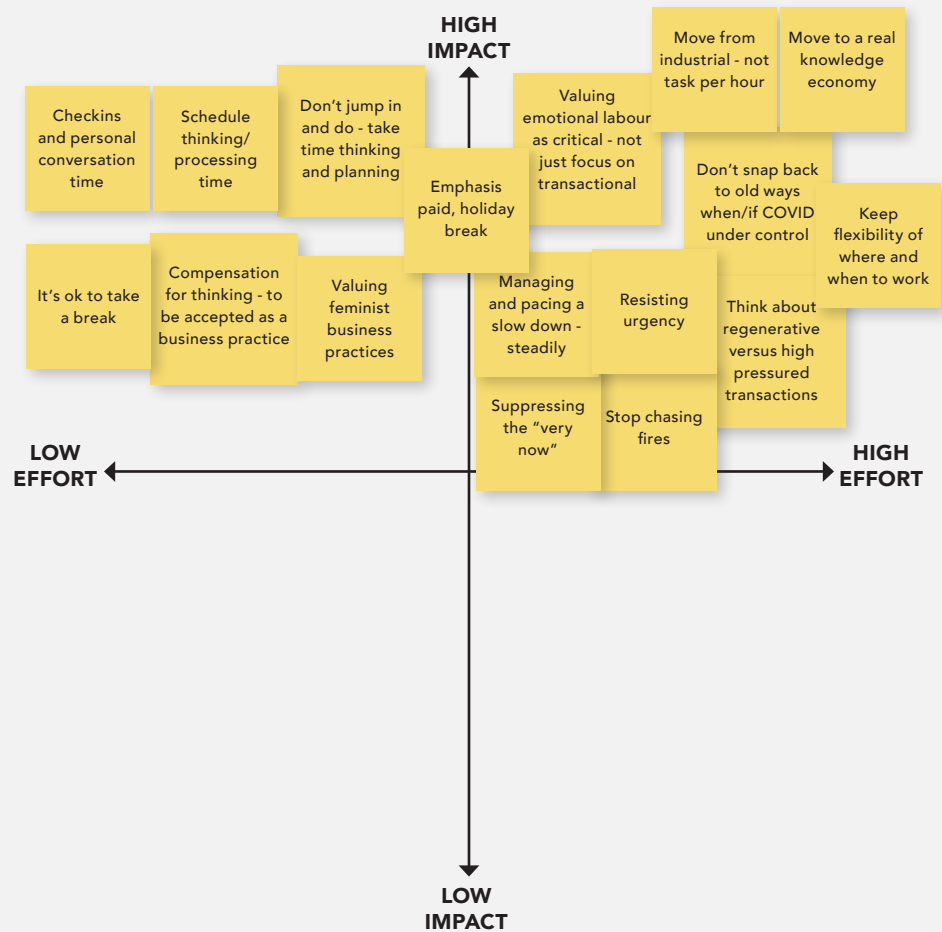 HIGH
IMPACT
Checkins
and personal
conversation
time
Schedule
thinking/
processing
time
Don't jump in
and do - take
time thinking
and planning
Emphasis
paid, holiday
break
Valuing
emotional labour
as critical - not
just focus on
transactional
Move from
industrial - not
task per hour
Move to a real
knowledge
economy
Don't snap back
to old ways
when/if COVID
under control
Keep
flexibility of
where and
when to work
It's ok to take
a break
Compensation
for thinking - to
be accepted as a
business practice
Valuing
feminist
business
practices
Managing
and pacing a
slow down -
steadily
Resisting
urgency
Think about
regenerative
versus high
pressured
transactions
Suppressing
the "very
now"
Stop chasing
fires
LOW
EFFORT
HIGH
EFFORT
LOW
IMPACT